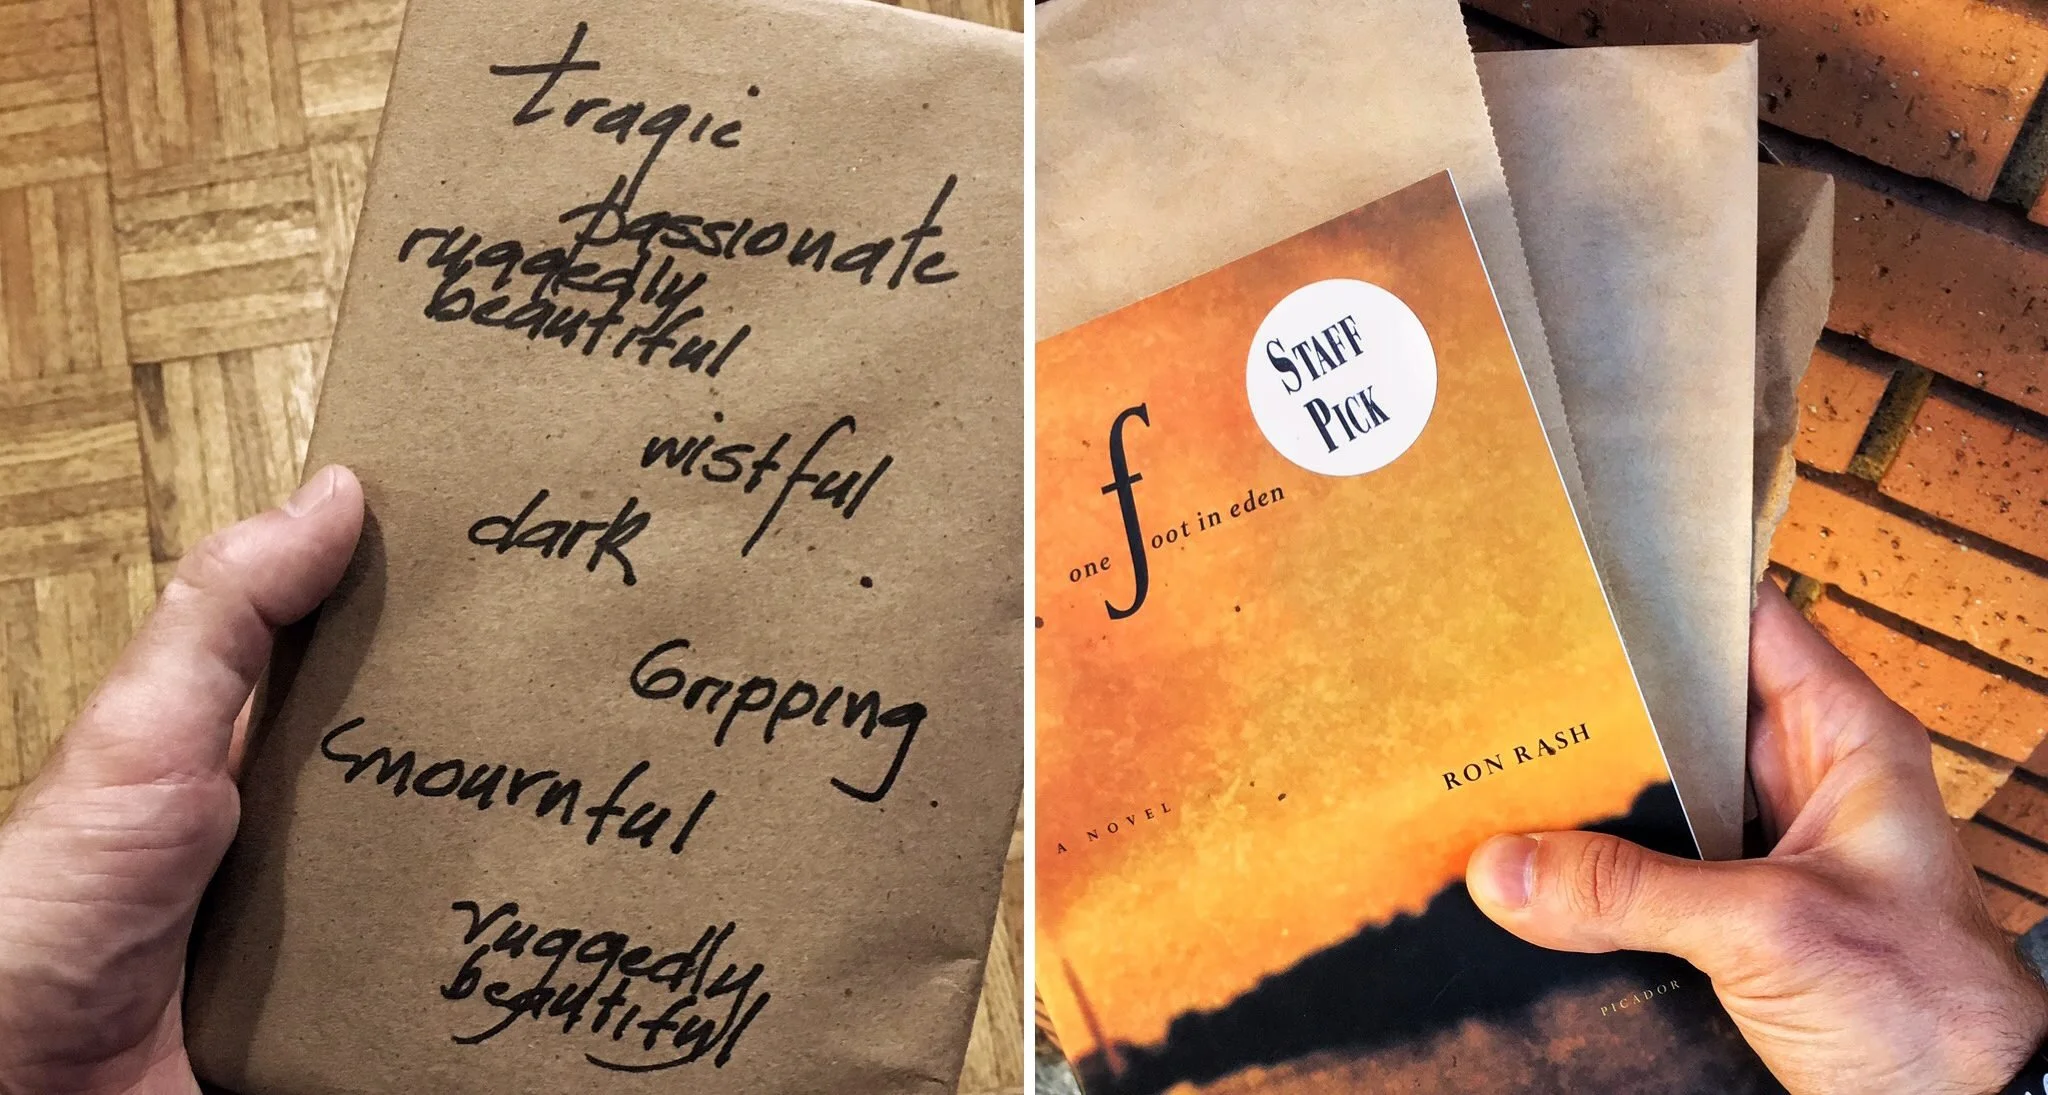 tragic
passionate
ruggedly
beautiful
wistful
dark
Gripping
mournful
ruggedly
beautiful
STAFF
PICK
one foot in eden
RON RASH
A NOVEL
PICADOR